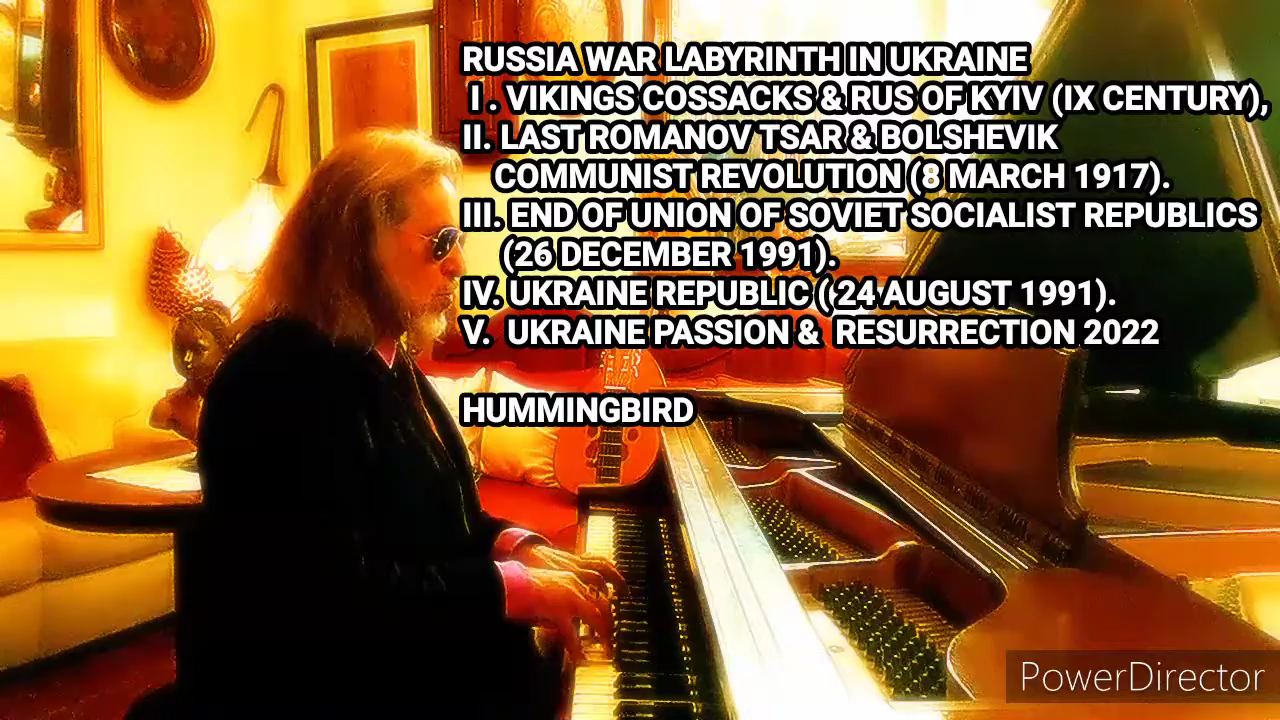 RUSSIA WAR LABYRINTH IN UKRAINE
I . VIKINGS COSSACKS & RUS OF KYIV (IX CENTURY),
II. LAST ROMANOV TSAR & BOLSHEVIK
COMMUNIST REVOLUTION (8 MARCH 1917).
III. END OF UNION OF SOVIET SOCIALIST REPUBLICS
(26 DECEMBER 1991).
IV. UKRAINE REPUBLIC ( 24 AUGUST 1991).
V. UKRAINE PASSION & RESURRECTION 2022
HUMMINGBIRD
PowerDirector